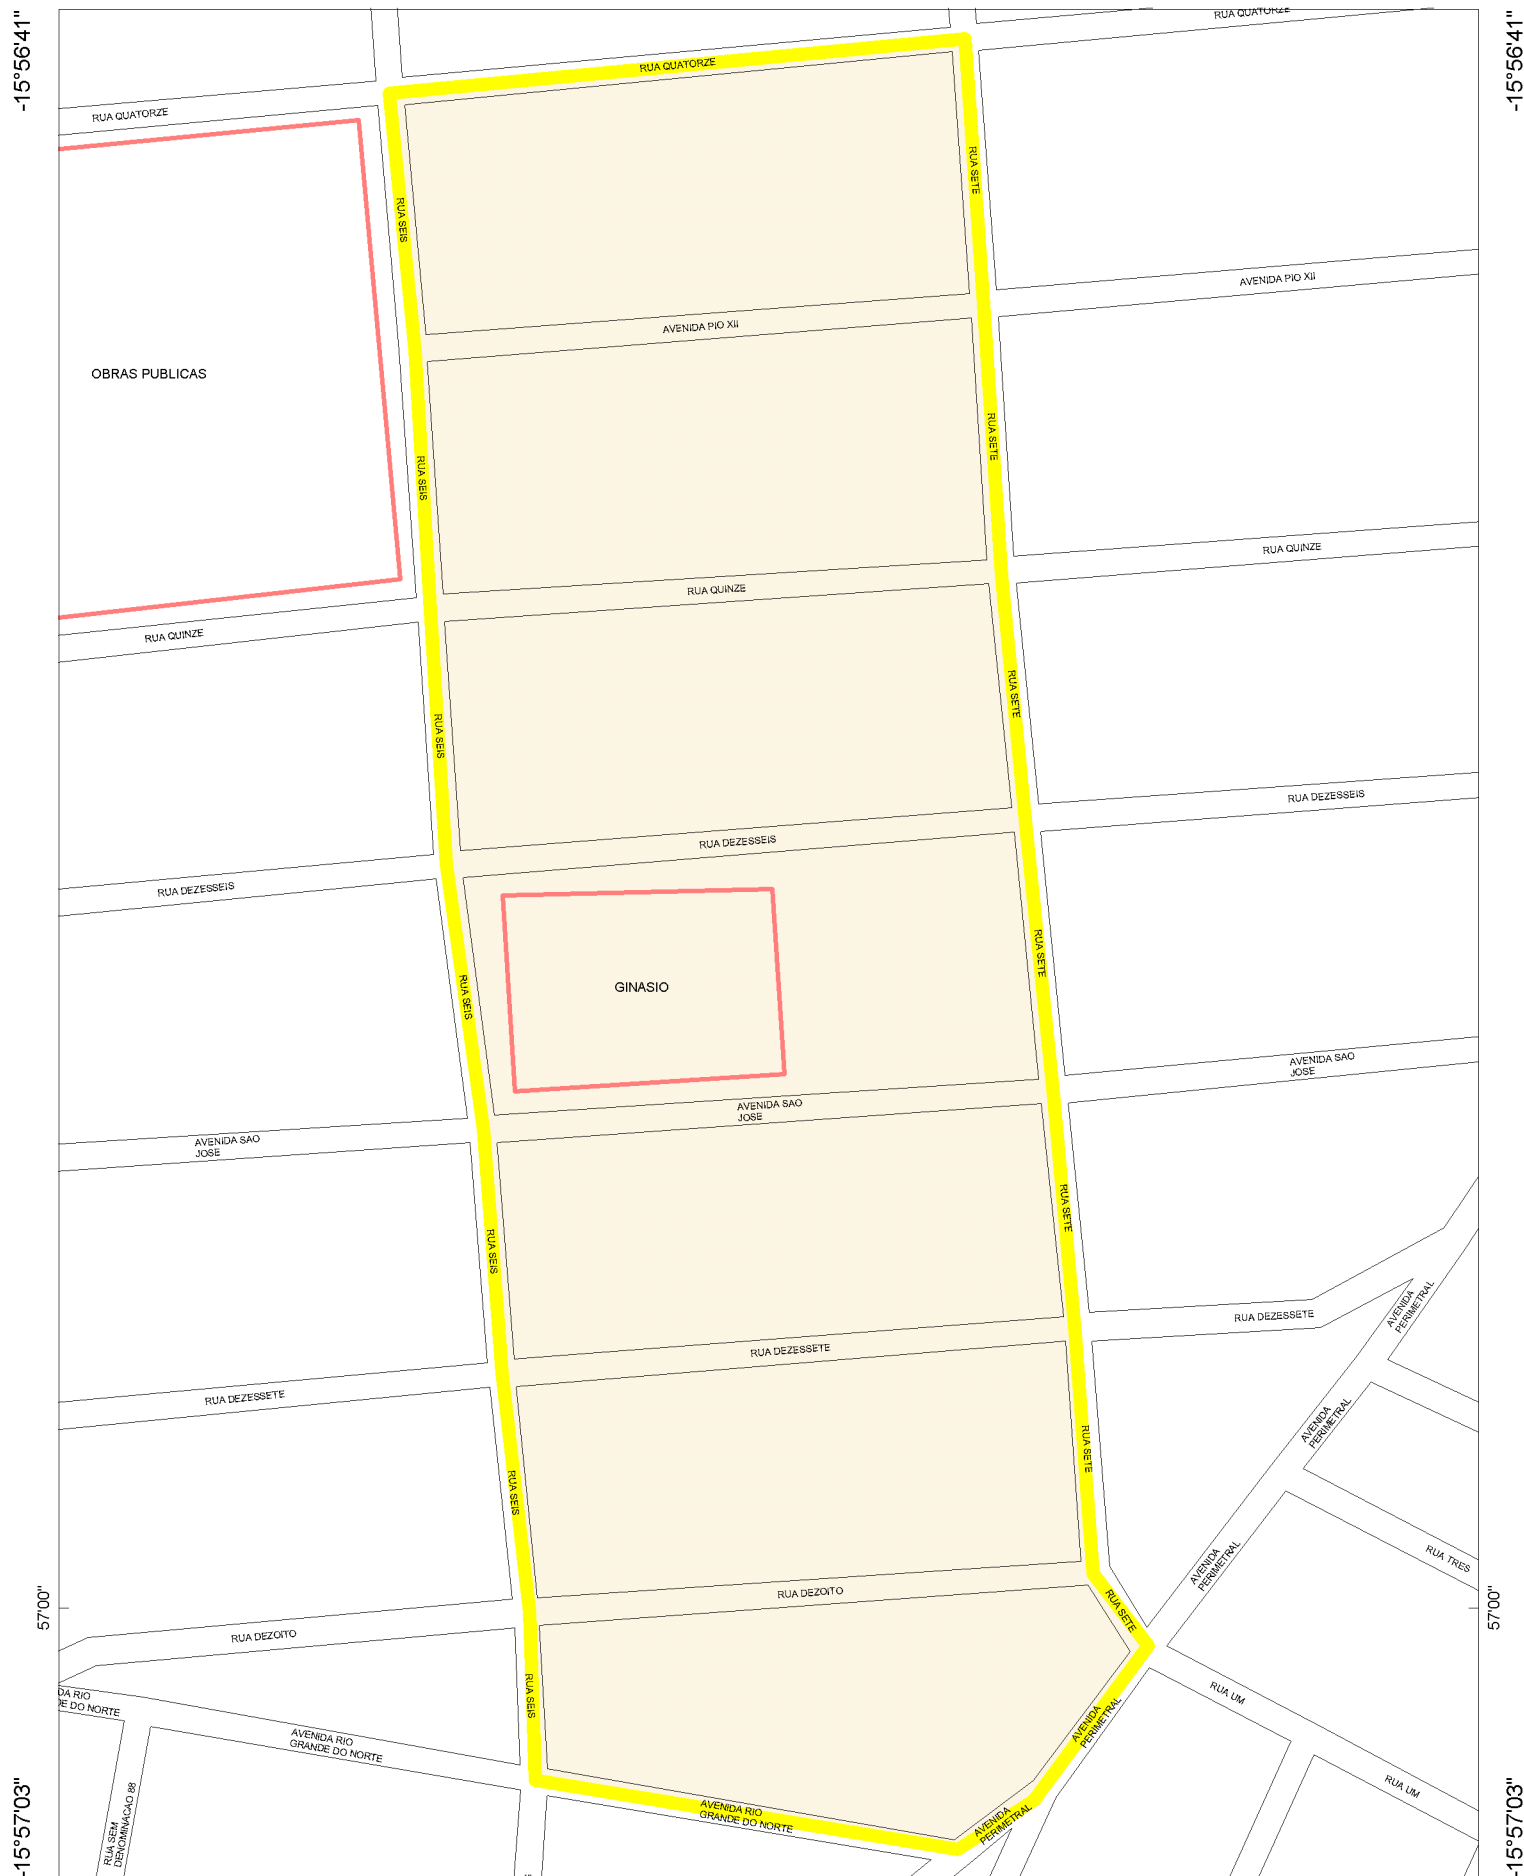 -15°56'41"
-15°56'41"
RUA QUATORZE
RUA QUATORZE
RUA QUATORZE
RUA SETE
RUA SEIS
AVENIDA PIO XII
AVENIDA PIO XII
OBRAS PUBLICAS
RUA SETE
RUA SEIS
RUA QUINZE
RUA QUINZE
RUA QUINZE
RUA SETE
RUA SEIS
RUA DEZESSEIS
RUA DEZESSEIS
RUA DEZESSEIS
RUA SETE
GINASIO
RUA SEIS
AVENIDA SAO
JOSE
AVENIDA SAO
JOSE
AVENIDA SAO
JOSE
RUA SETE
RUA SEIS
RUA DEZESSETE
RUA DEZESSETE
RUA DEZESSETE
AVENIDA
PERIMETRAL
AVENIDA
PERIMETRAL
RUA SETE
RUA SEIS
RUA TRES
AVENIDA
PERIMETRAL
57'00"
57'00"
RUA DEZOITO
RUA DEZOITO
RUA SETE
RUA SEIS
RUA UM
DA RIO
DE DO NORTE
AVENIDA RIO
GRANDE DO NORTE
AVENIDA
PERIMETRAL
RUA UM
AVENIDA RIO
GRANDE DO NORTE
AVENIDA
PERIMETRAL
RUA SEM
DENOMINACAO 88
-15°57'03"
-15°57'03"